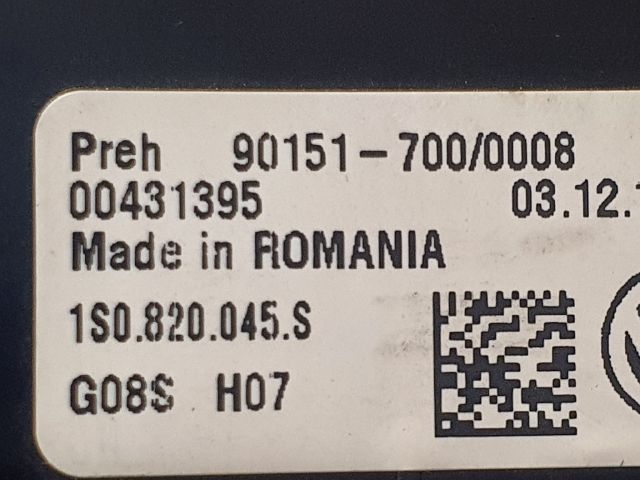 Preh 90151-700/0008
00431395 03.12.
Made in ROMANIA
1S0.820.045.S
G08S H07